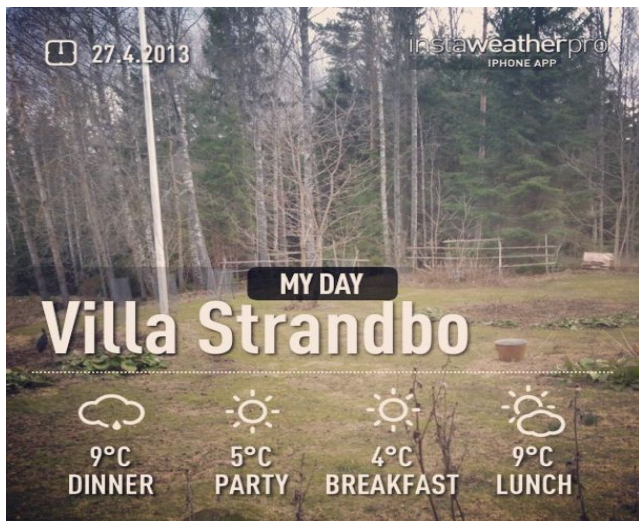 27.4.2013
instaweatherpro
IPHONE APP
MY DAY
Villa Strandbo
9°C 5°C 4°C 9°C
DINNER PARTY BREAKFAST LUNCH